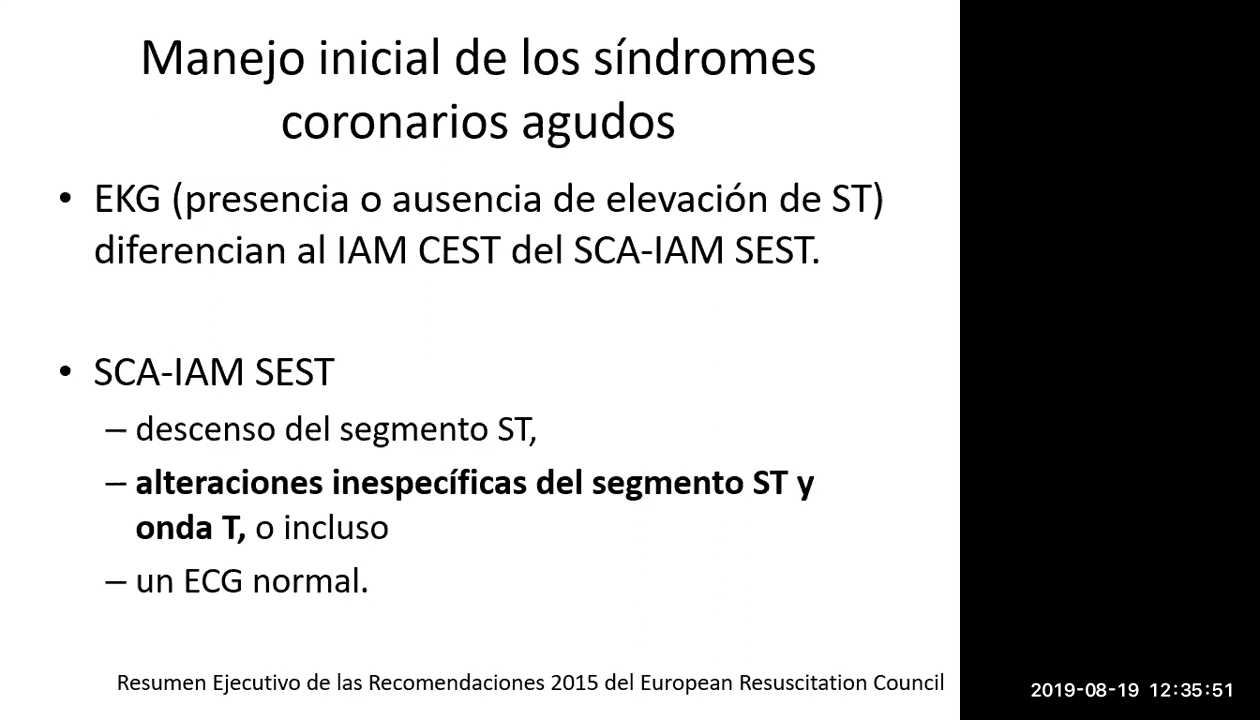 Manejo inicial de los síndromes
coronarios agudos
• EKG (presencia o ausencia de elevación de ST)
diferencian al IAM CEST del SCA-IAM SEST.
• SCA-IAM SEST
– descenso del segmento ST,
– alteraciones inespecíficas del segmento ST y
onda T, o incluso
– un ECG normal.
Resumen Ejecutivo de las Recomendaciones 2015 del European Resuscitation Council
2019-08-19 12:35:51